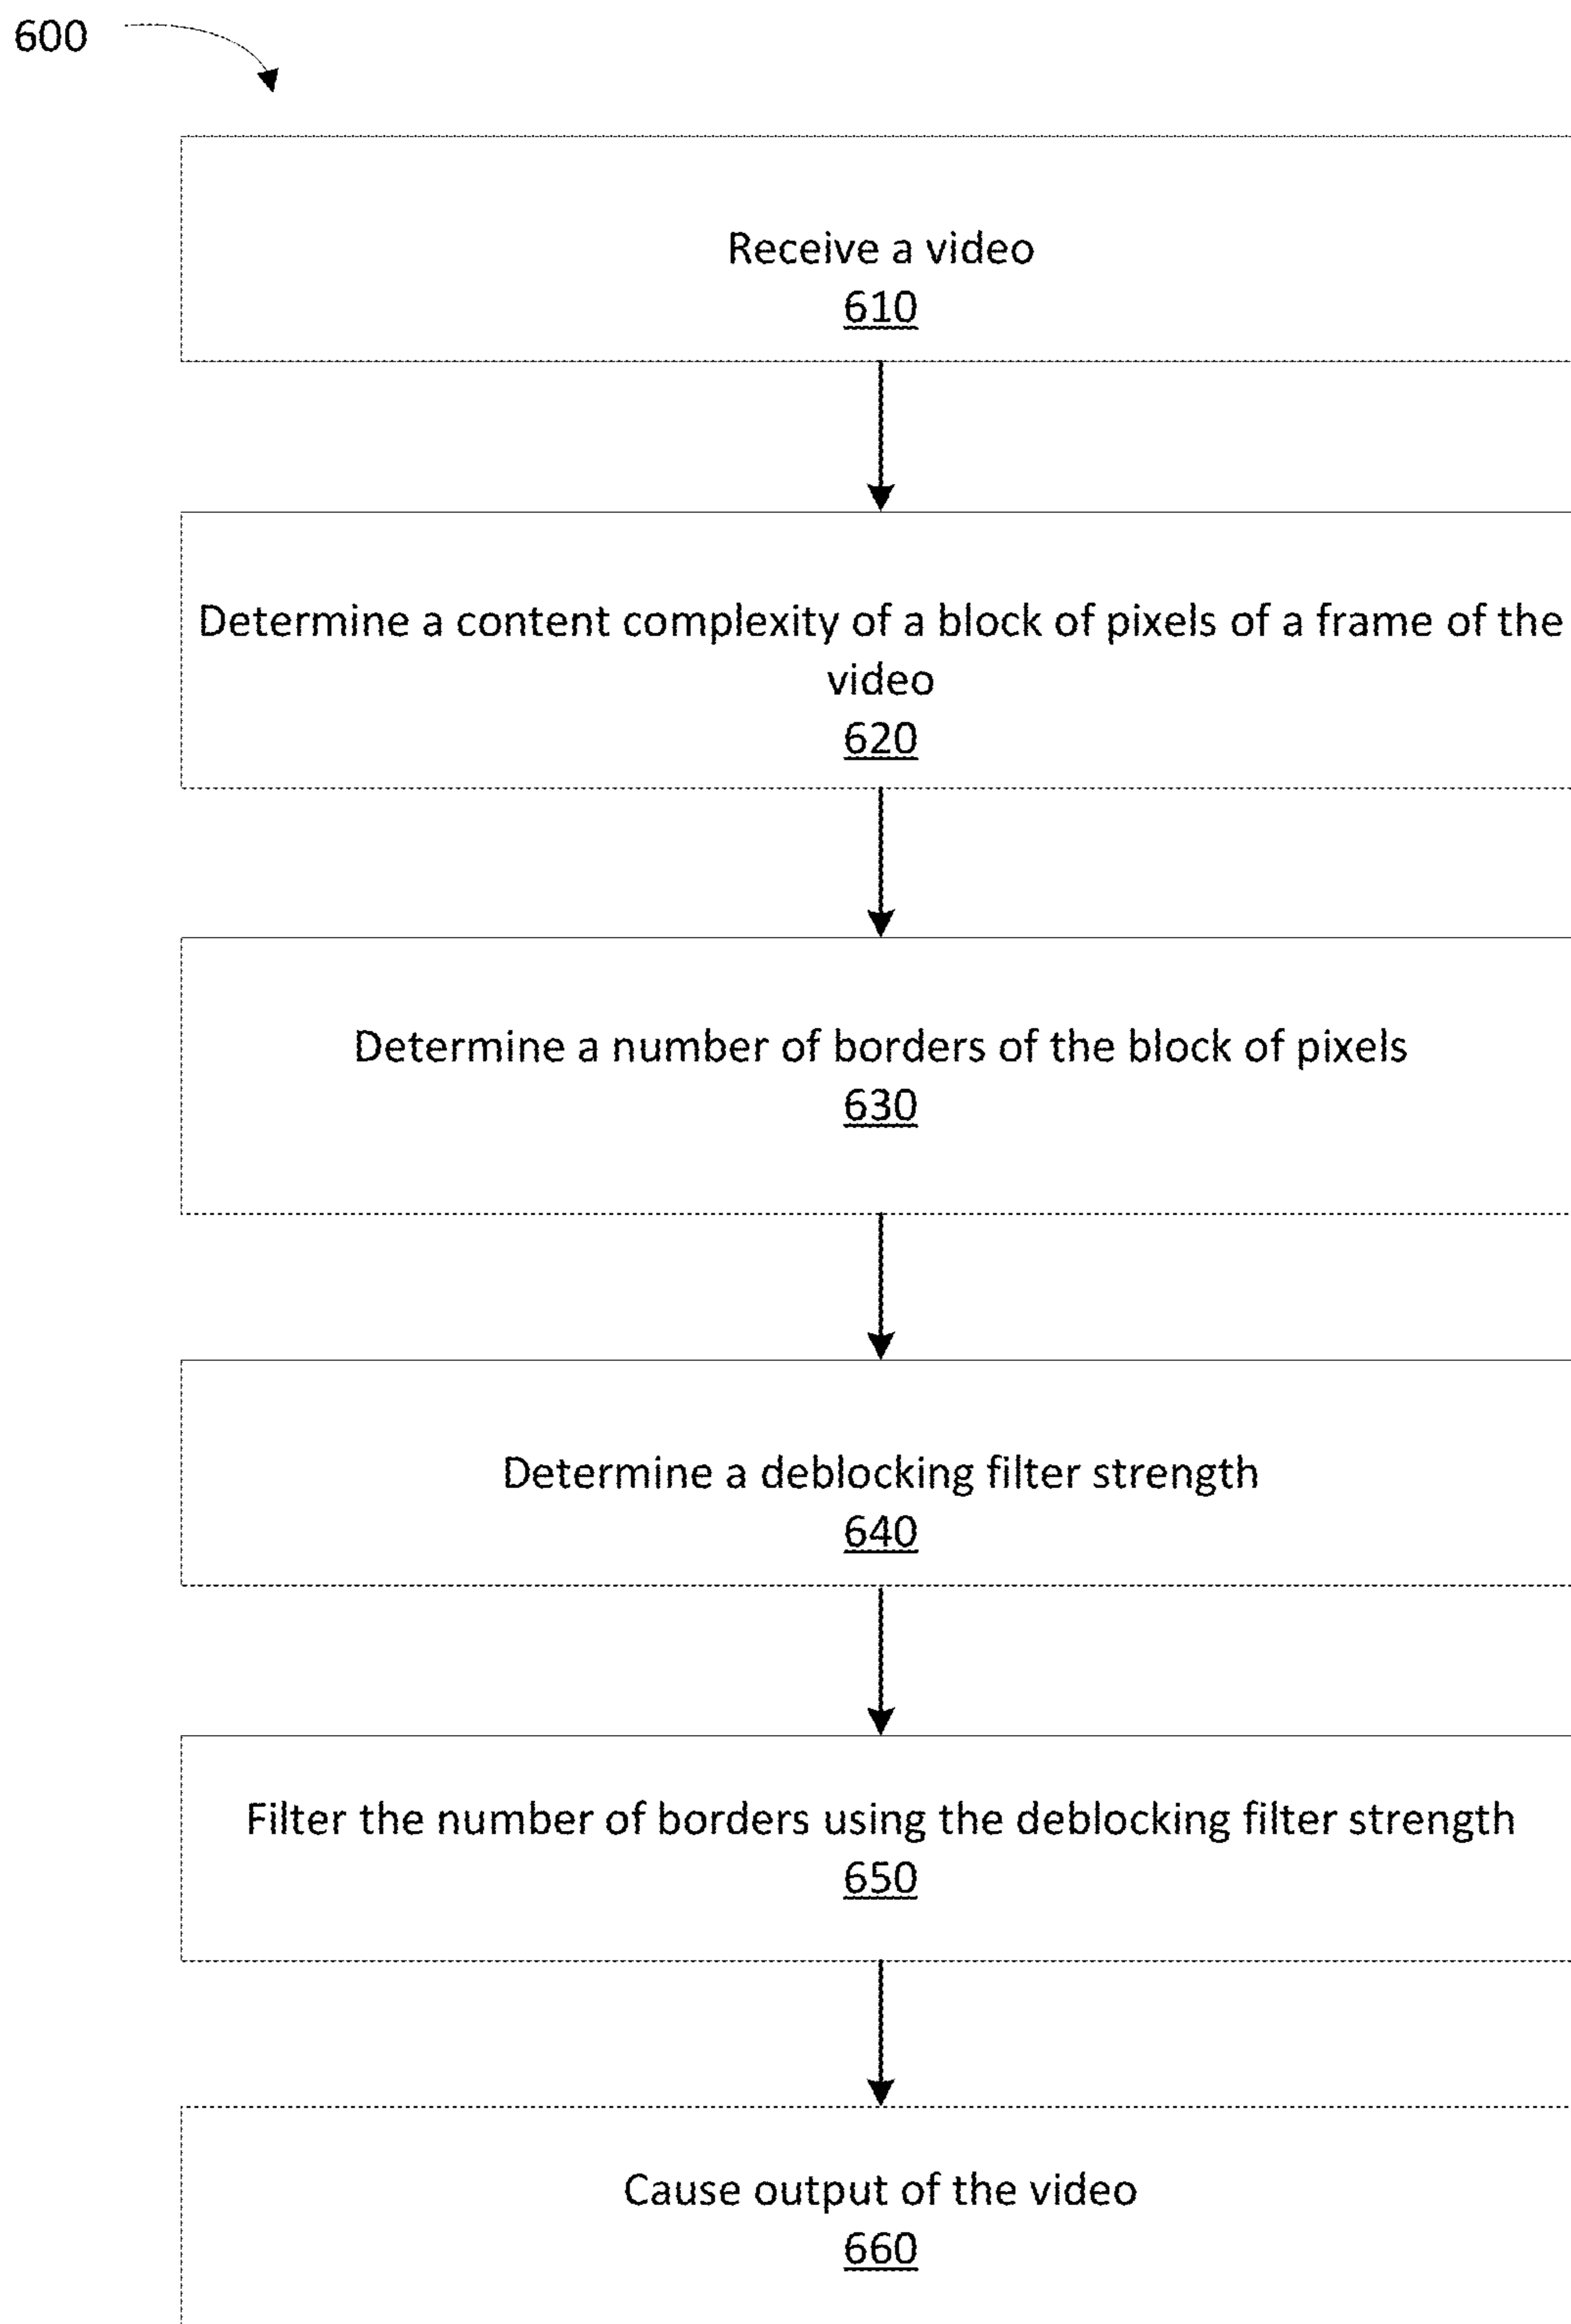 600
Receive a video
610
Determine a content complexity of a block of pixels of a frame of the
video
620
Determine a number of borders of the block of pixels
630
Determine a deblocking filter strength
640
Filter the number of borders using the deblocking filter strength
650
Cause output of the video
660